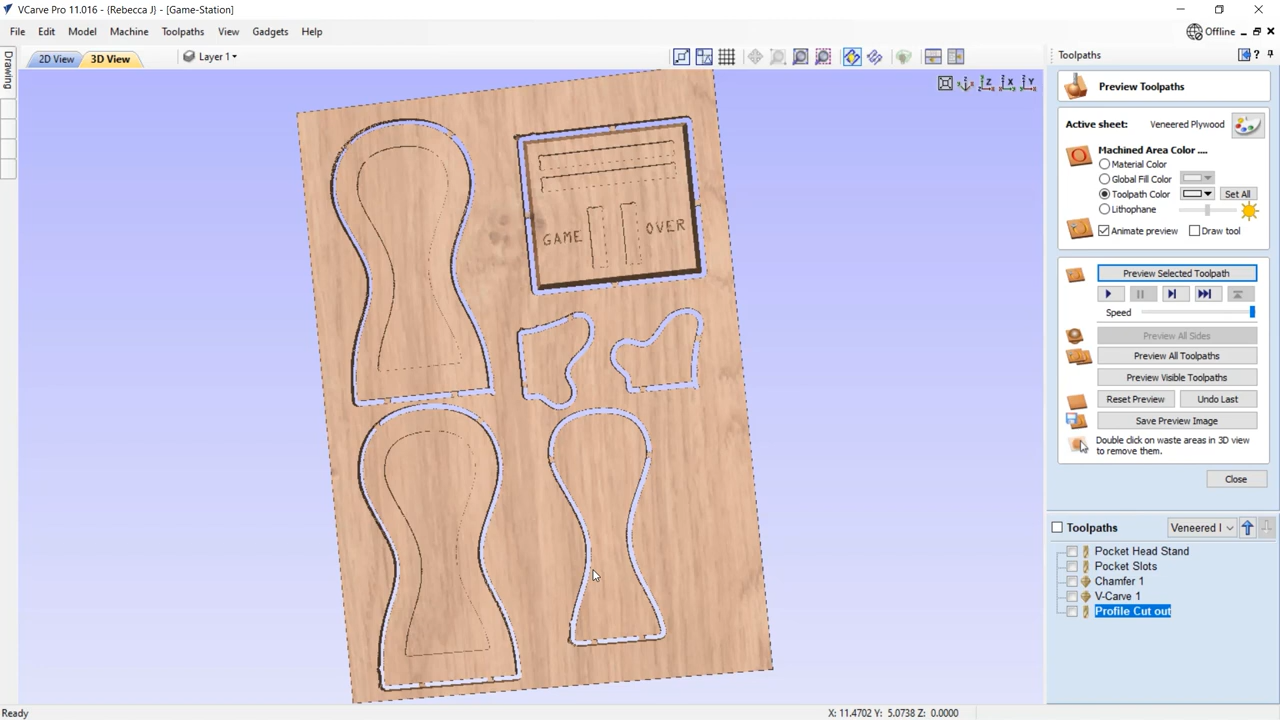 VCarve Pro 11.016 - {Rebecca J} - [Game-Station]
File Edit Model Machine Toolpaths View Gadgets Help
Offline
Drawing
2D View 3D View Layer 1
Toolpaths
Preview Toolpaths
Active sheet: Veneered Plywood
Machined Area Color ....
Material Color
Global Fill Color
Toolpath Color Set All
Lithophane
Animate preview Draw tool
Preview Selected Toolpath
Speed
Preview All Sides
Preview All Toolpaths
Preview Visible Toolpaths
Reset Preview Undo Last
Save Preview Image
Double click on waste areas in 3D view
to remove them.
Close
GAME OVER
Toolpaths Veneered I
Pocket Head Stand
Pocket Slots
Chamfer 1
V-Carve 1
Profile Cut out
Ready X: 11.4702 Y: 5.0738 Z: 0.0000